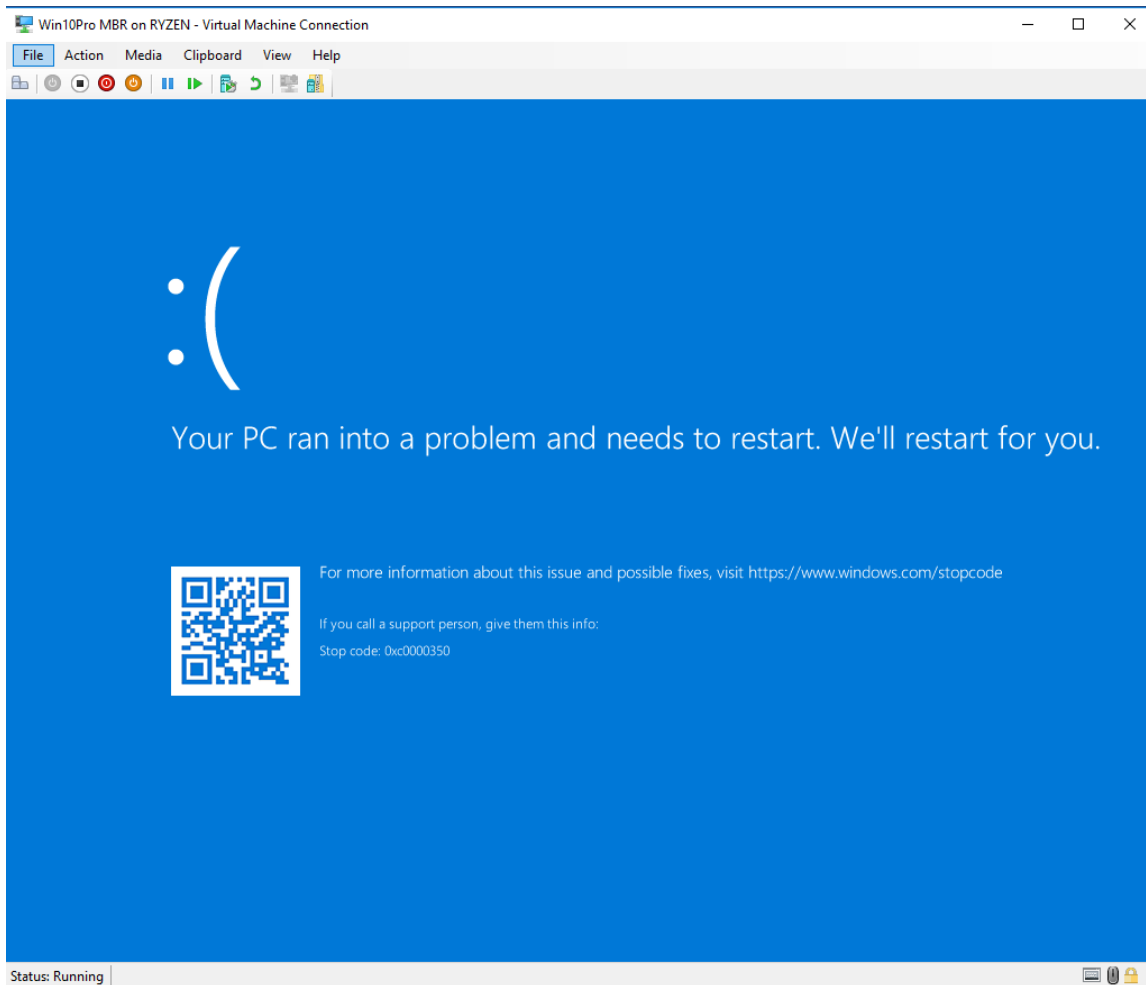 Win10Pro MBR on RYZEN - Virtual Machine Connection
File Action Media Clipboard View Help
:(
Your PC ran into a problem and needs to restart. We'll restart for you.
For more information about this issue and possible fixes, visit https://www.windows.com/stopcode
If you call a support person, give them this info:
Stop code: 0xc0000350
Status: Running